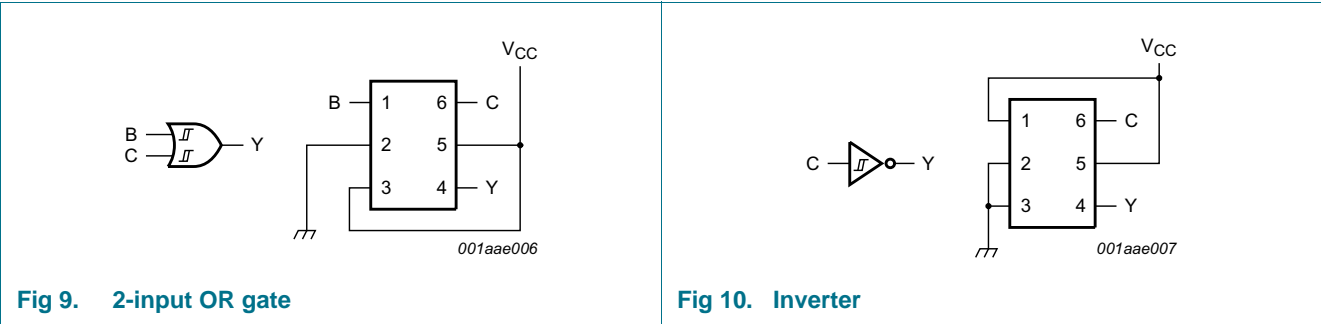 VCC
B 1 6 C
B
C
Y
2 5
3 4 Y
001aae006
Fig 9. 2-input OR gate
VCC
1 6 C
C
Y
2 5
3 4 Y
001aae007
Fig 10. Inverter